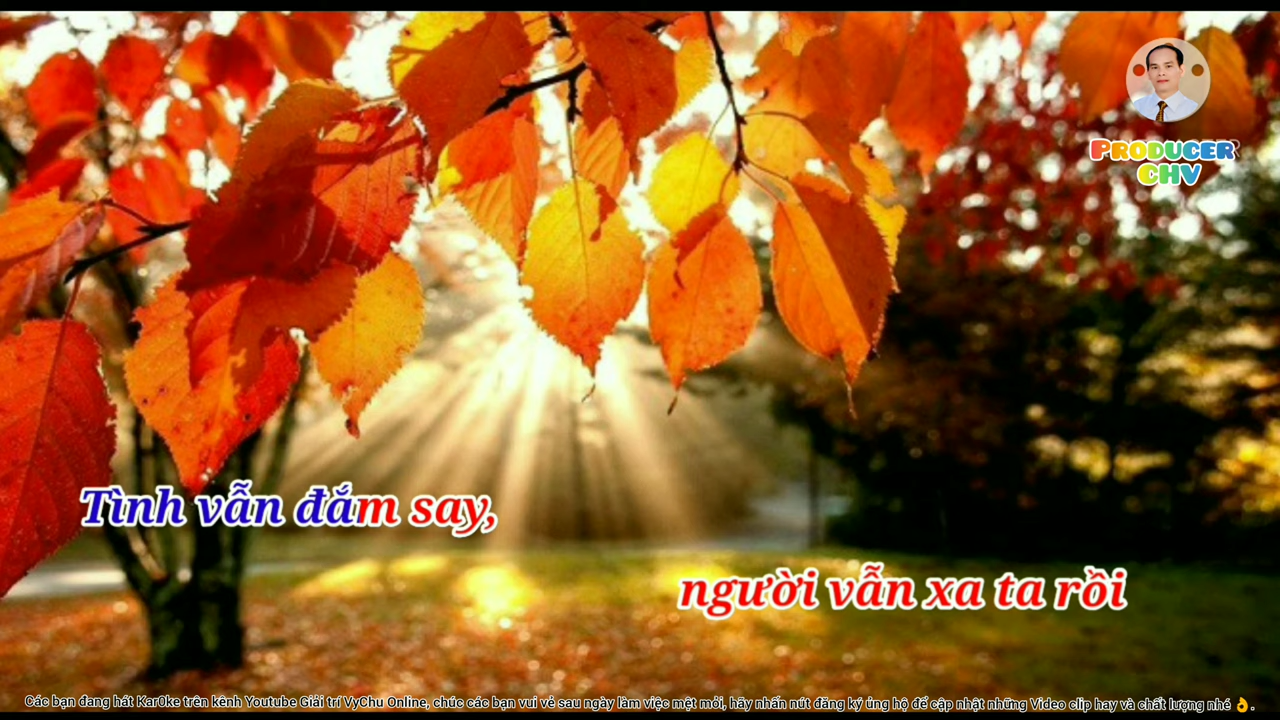 PRODUCER
CHV
Tình vẫn đắm say,
người vẫn xa ta rồi
Các bạn đang hát Kar0ke trên kênh Youtube Giải trí VyChu Online, chúc các bạn vui vẻ sau ngày làm việc mệt mỏi, hãy nhấn nút đăng ký ủng hộ để cập nhật những Video clip hay và chất lượng nhé 👌.